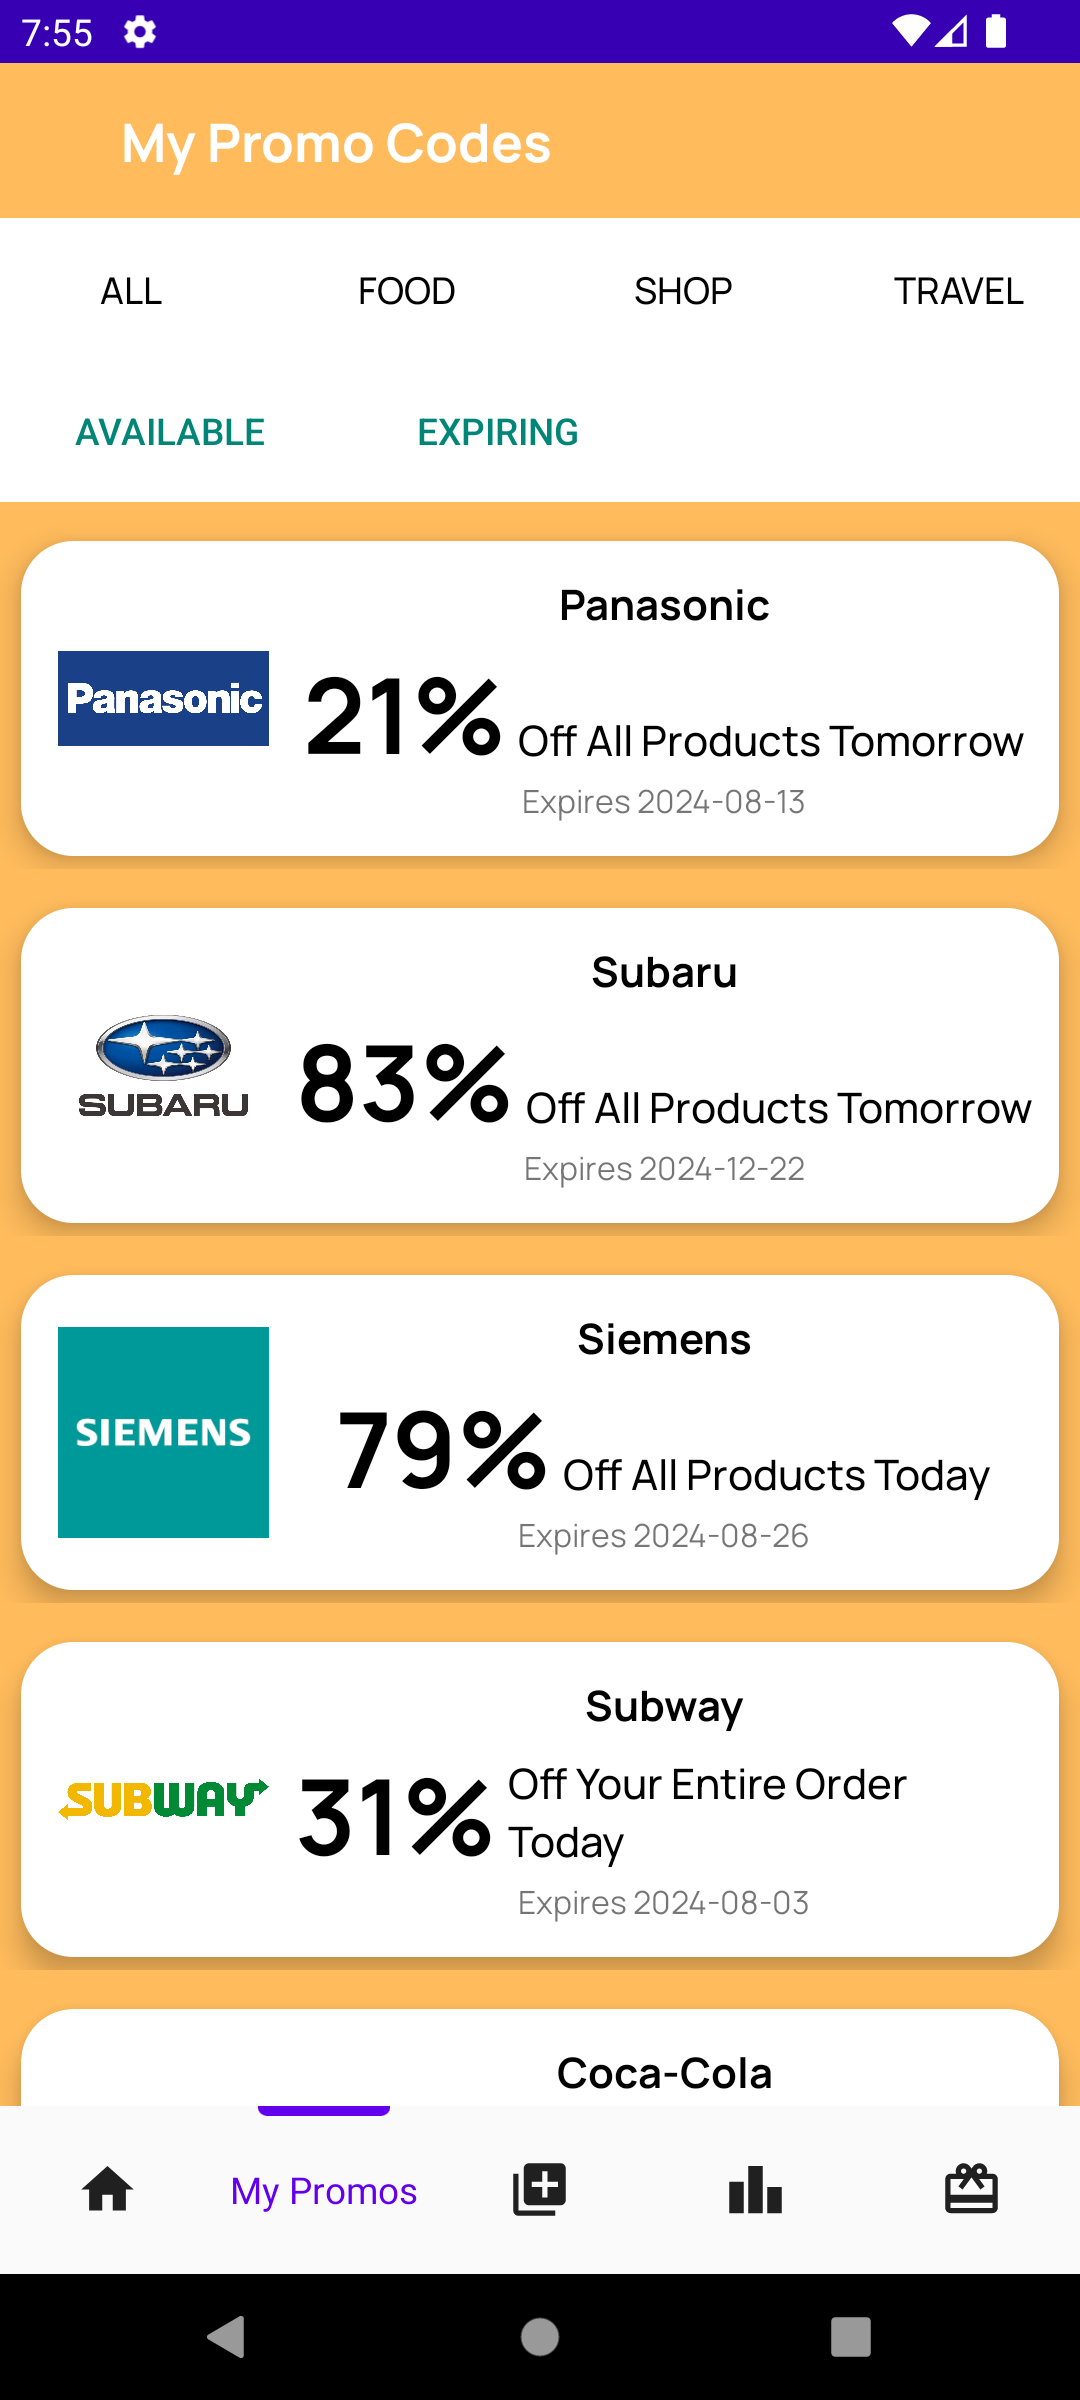 7:55
My Promo Codes
ALL FOOD SHOP TRAVEL
AVAILABLE EXPIRING
Panasonic
Panasonic
21% Off All Products Tomorrow
Expires 2024-08-13
Subaru
SUBARU
83% Off All Products Tomorrow
Expires 2024-12-22
Siemens
SIEMENS
79% Off All Products Today
Expires 2024-08-26
Subway
SUBWAY
31% Off Your Entire Order
Today
Expires 2024-08-03
Coca-Cola
My Promos